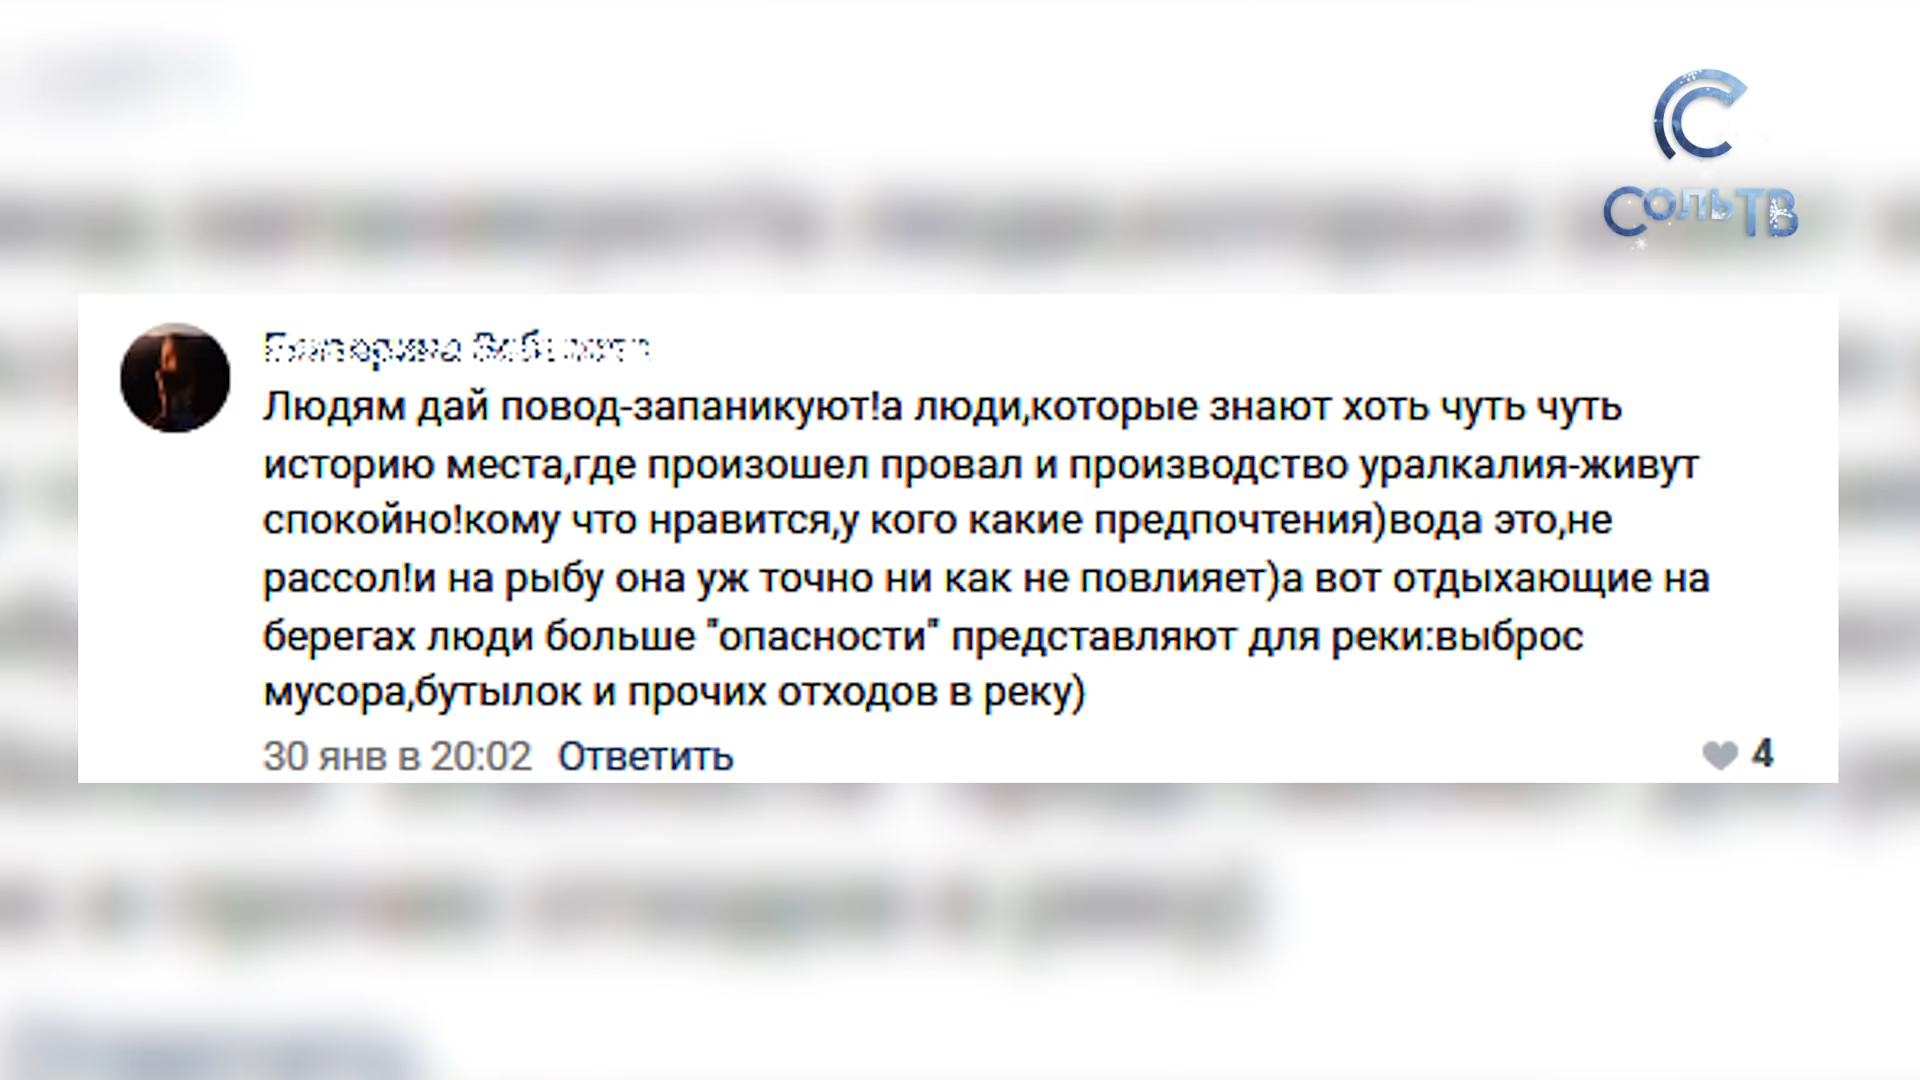 СОЛЬТВ
Людям дай повод-запаникуют!а люди,которые знают хоть чуть чуть
историю места,где произошел провал и производство уралкалия-живут
спокойно!кому что нравится,у кого какие предпочтения)вода это,не
рассол!и на рыбу она уж точно ни как не повлияет)а вот отдыхающие на
берегах люди больше "опасности" представляют для реки:выброс
мусора,бутылок и прочих отходов в реку)
30 янв в 20:02 Ответить
4